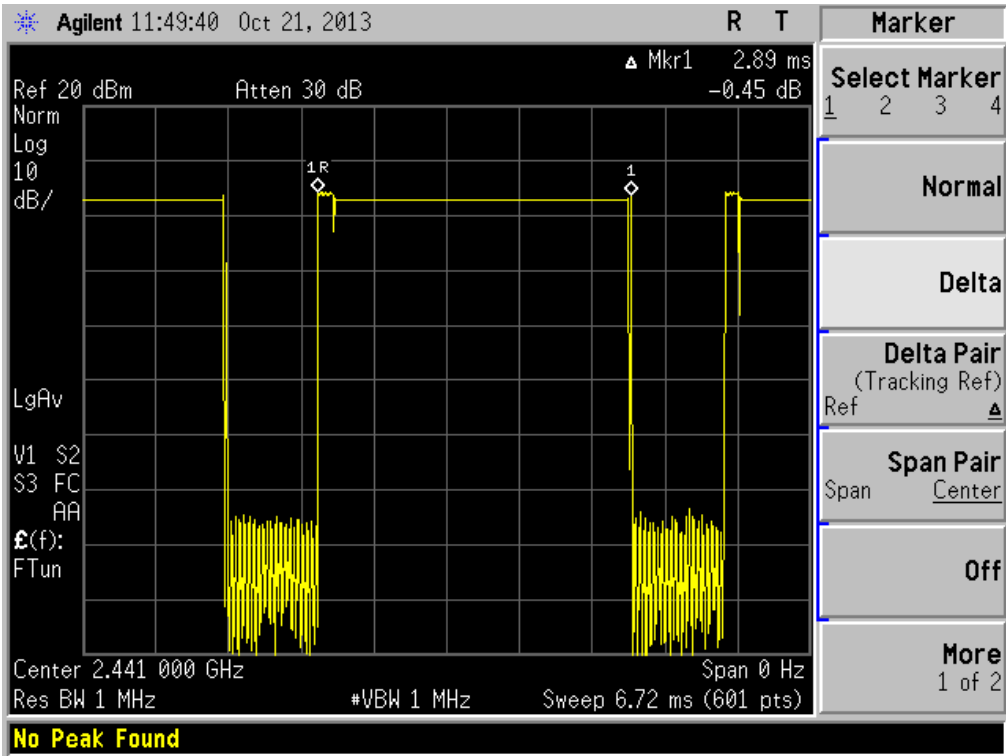 Agilent 11:49:40 Oct 21, 2013 R T
Δ Mkr1 2.89 ms
Ref 20 dBm Atten 30 dB -0.45 dB
Norm
Log
10
dB/
1R
1
LgAv
V1 S2
S3 FC
AA
£(f):
FTun
Center 2.441 000 GHz Span 0 Hz
Res BW 1 MHz #VBW 1 MHz Sweep 6.72 ms (601 pts)
No Peak Found
Marker
Select Marker
1 2 3 4
Normal
Delta
Delta Pair
(Tracking Ref)
Ref Δ
Span Pair
Span Center
Off
More
1 of 2